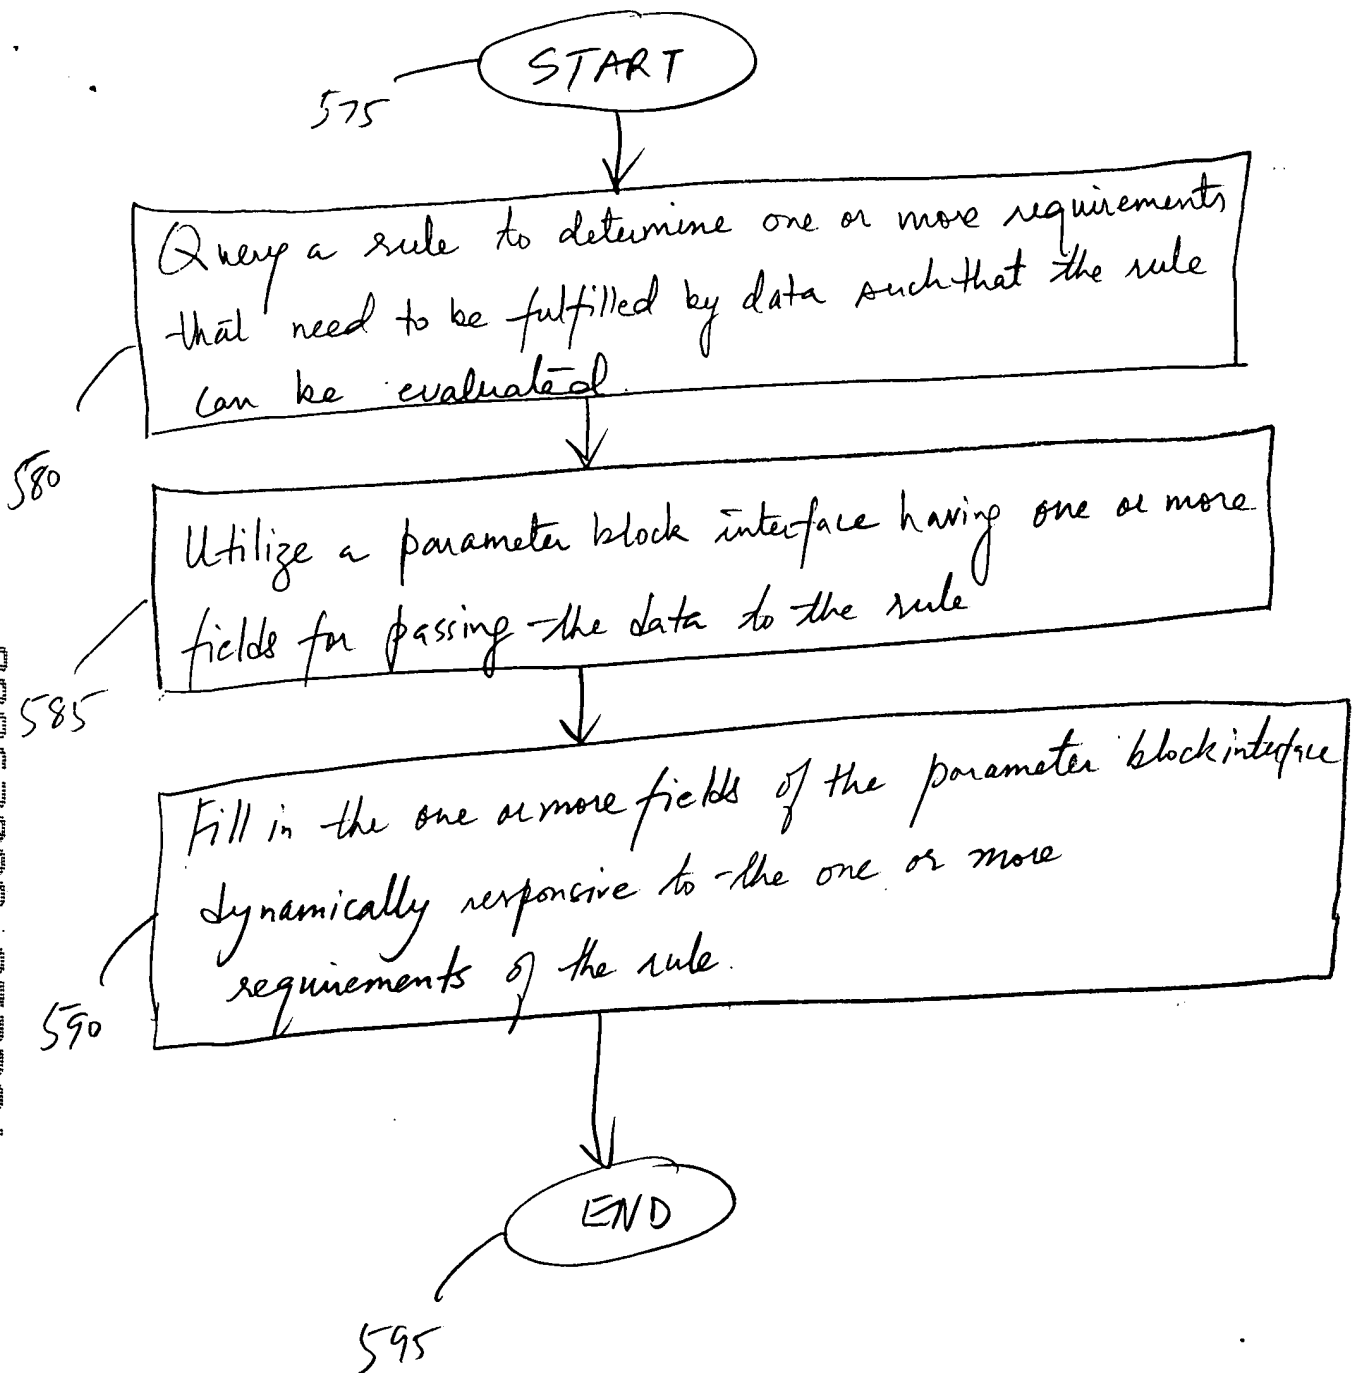 START
575
Query a rule to determine one or more requirements
that need to be fulfilled by data such that the rule
can be evaluated.
580
Utilize a parameter block interface having one or more
fields for passing the data to the rule
585
Fill in the one or more fields of the parameter block interface
dynamically responsive to the one or more
requirements of the rule.
590
END
595